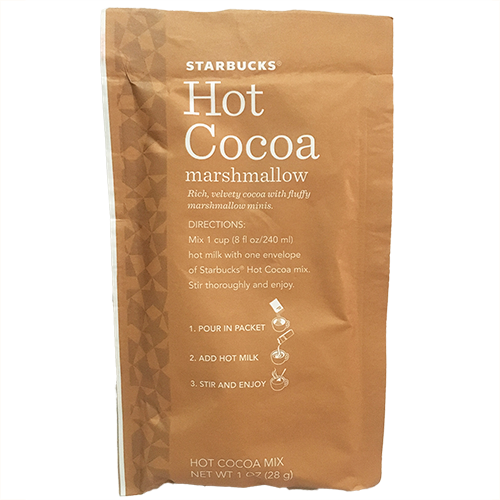 STARBUCKS®
Hot
Cocoa
marshmallow
Rich, velvety cocoa with fluffy
marshmallow minis.
DIRECTIONS:
Mix 1 cup (8 fl oz/240 ml)
hot milk with one envelope
of Starbucks® Hot Cocoa mix.
Stir thoroughly and enjoy.
1. POUR IN PACKET
2. ADD HOT MILK
3. STIR AND ENJOY
HOT COCOA MIX
NET WT 1 OZ (28 g)